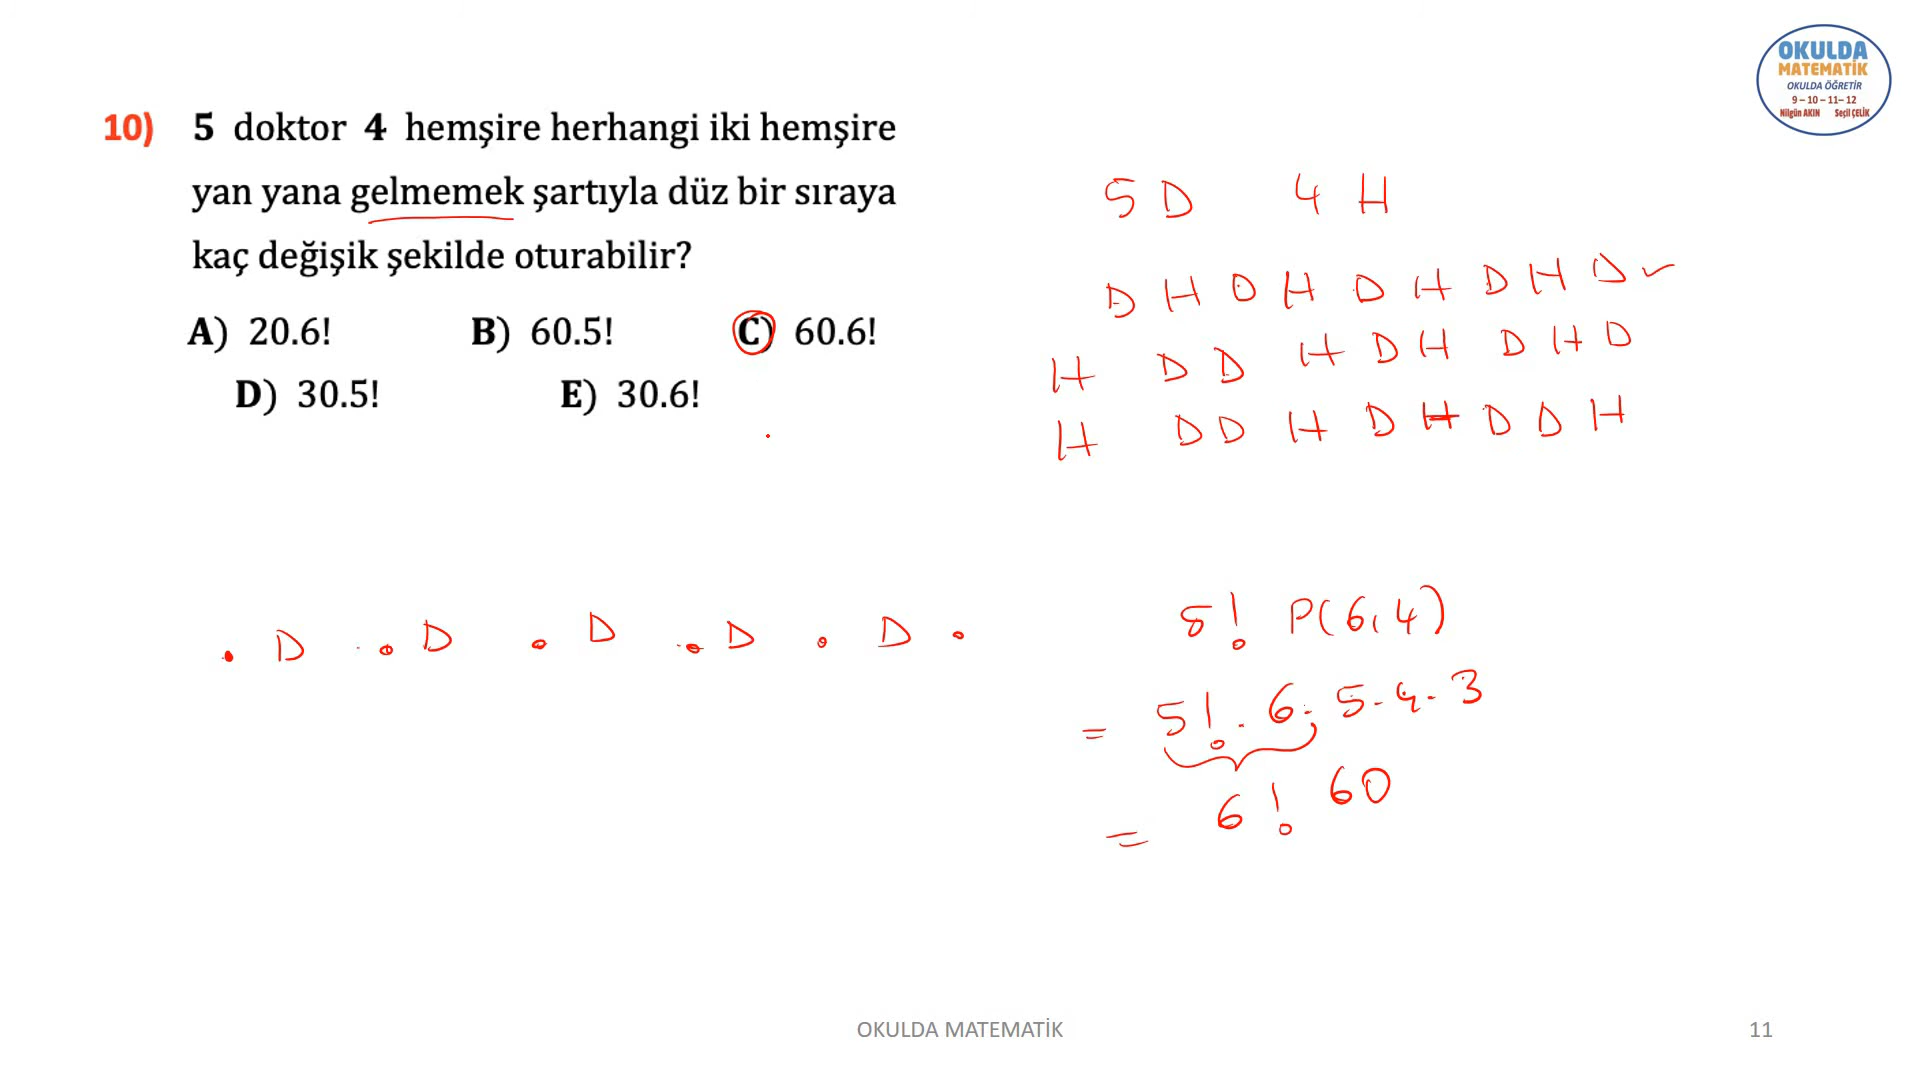 OKULDA
MATEMATİK
OKULDA ÖĞRETİR
9 – 10 – 11– 12
Nilgün AKIN Seçil ÇELİK
10) 5 doktor 4 hemşire herhangi iki hemşire
yan yana gelmemek şartıyla düz bir sıraya
kaç değişik şekilde oturabilir?
A) 20.6! B) 60.5! C) 60.6!
D) 30.5! E) 30.6!
5 D 4 H
D H D H D H D H D
H D D H D H D H D
H D D H D H D D H
. D . D . D . D . D .
5! P(6,4)
= 5! . 6 . 5 . 4 . 3
= 6! 60
OKULDA MATEMATİK
11